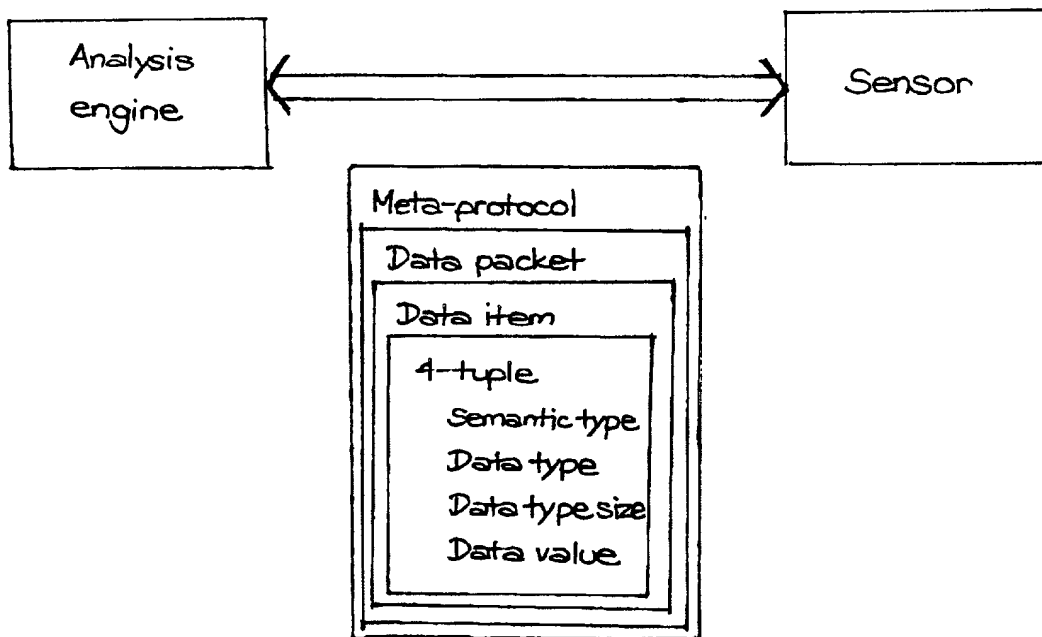 Analysis
engine
Sensor
Meta-protocol
Data packet
Data item
4-tuple
Semantic type
Data type
Data type size
Data value